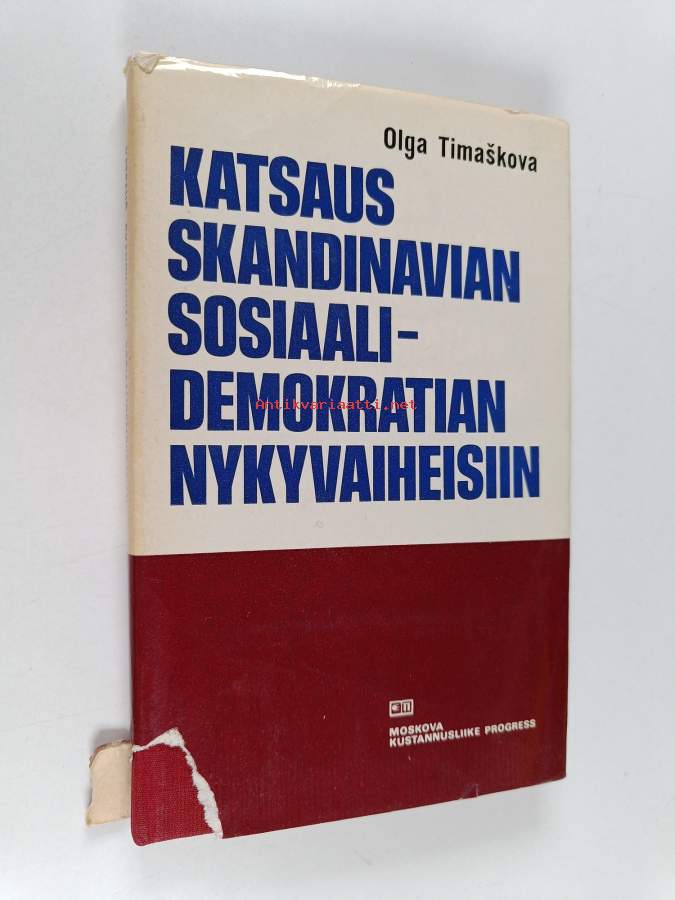 Olga Timaškova
KATSAUS
SKANDINAVIAN
SOSIAALI-
DEMOKRATIAN
Antikvariaatti.net
NYKYVAIHEISIIN
MOSKOVA
KUSTANNUSLIIKE PROGRESS